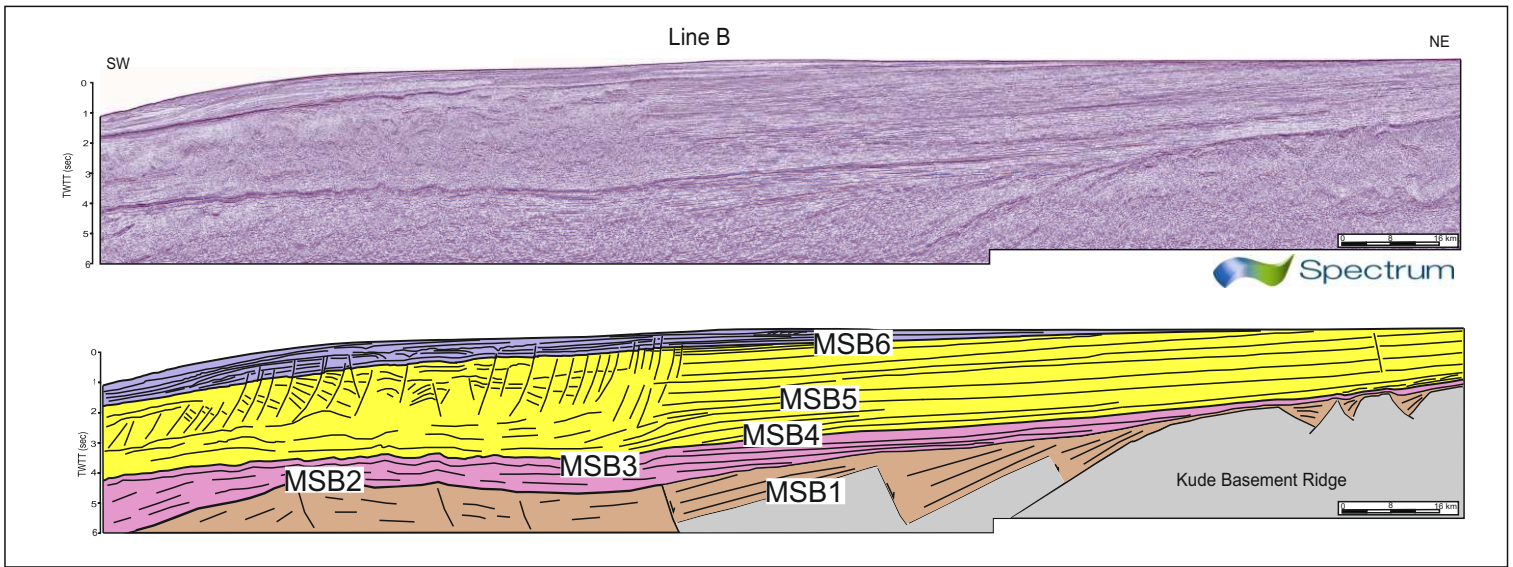 Line B
SW
NE
0
1
2
3
4
5
6
TWTT (sec)
0 8 16 km
Spectrum
0
1
2
3
4
5
6
TWTT (sec)
MSB6
MSB5
MSB4
MSB3
MSB2
MSB1
Kude Basement Ridge
0 8 16 km